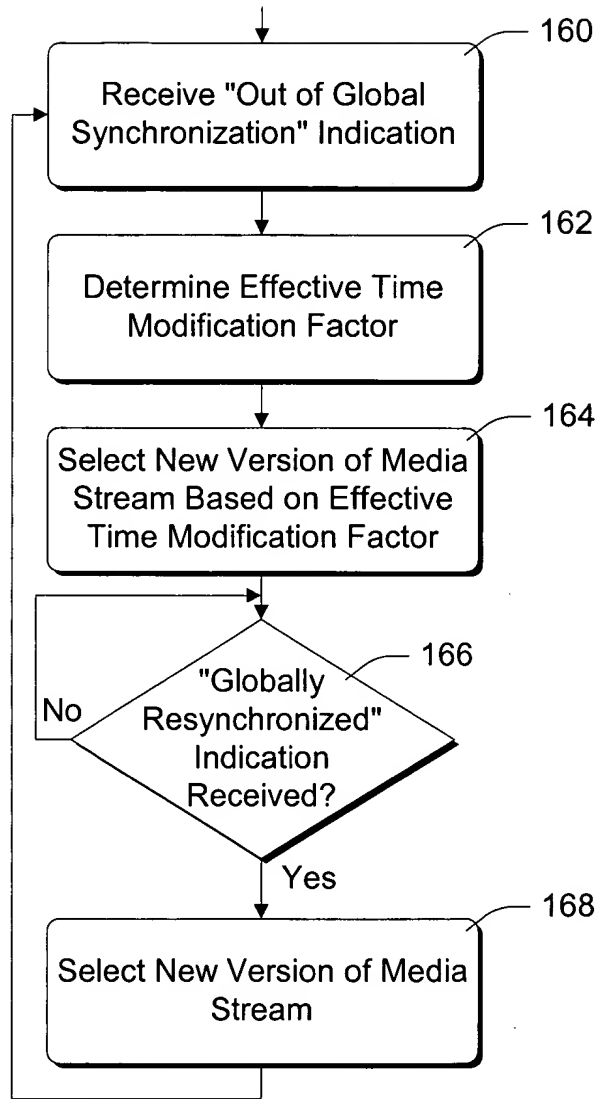 160
Receive "Out of Global
Synchronization" Indication
162
Determine Effective Time
Modification Factor
164
Select New Version of Media
Stream Based on Effective
Time Modification Factor
166
"Globally
Resynchronized"
Indication
Received?
No
Yes
168
Select New Version of Media
Stream